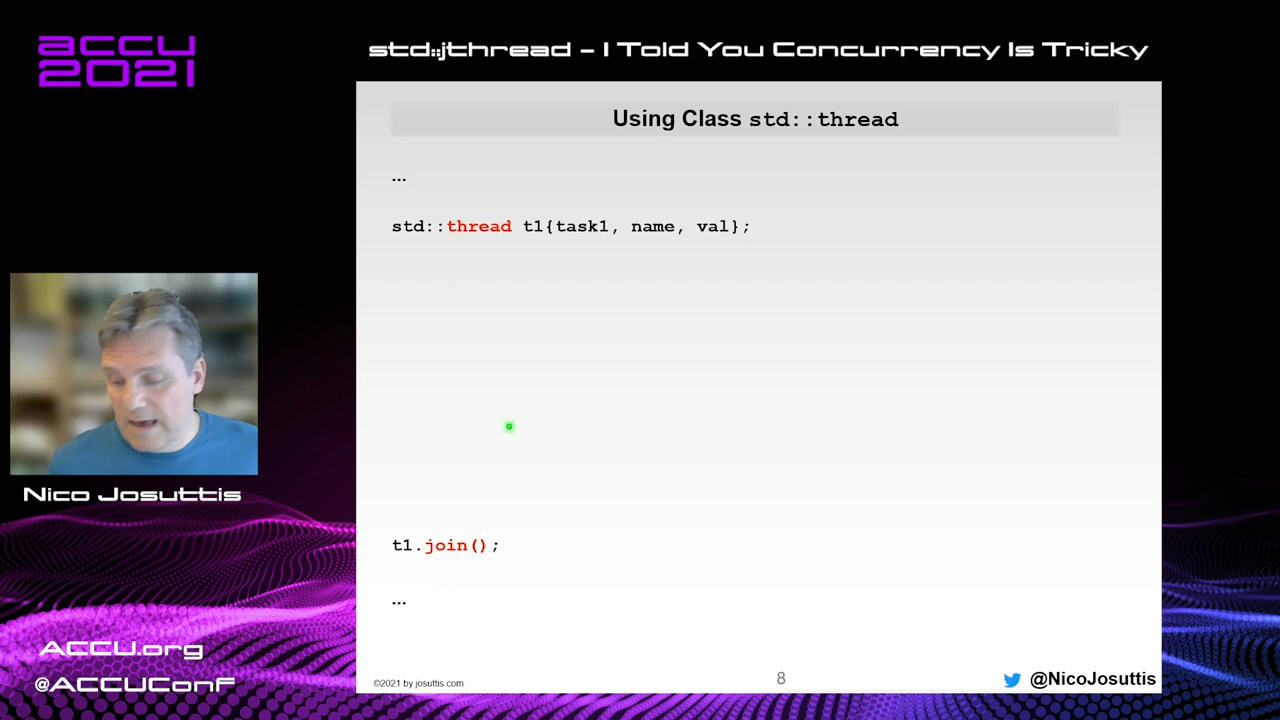 accu
2021
std::jthread – I Told You Concurrency Is Tricky
Using Class std::thread
...
std::thread t1{task1, name, val};
t1.join();
...
Nico Josuttis
ACCU.org
@ACCUConF
©2021 by josuttis.com
8
@NicoJosuttis